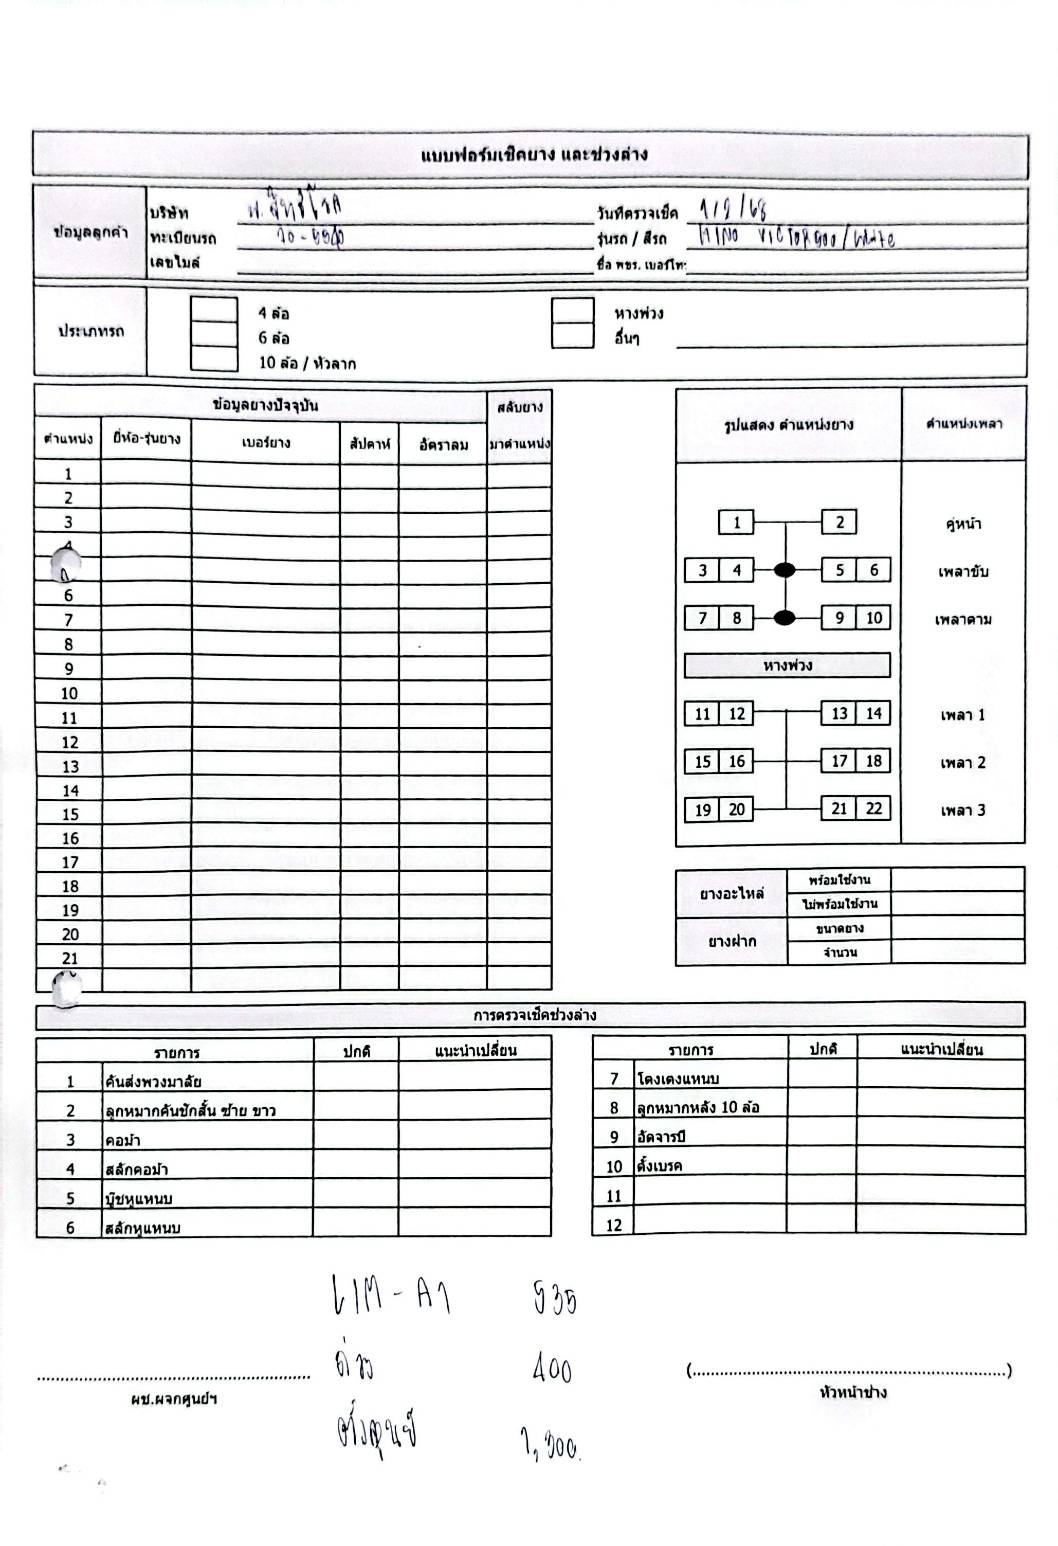 แบบฟอร์มเช็คยาง และช่วงล่าง
ข้อมูลลูกค้า
บริษัท
วันที่ตรวจเช็ค 1/2/68
ทะเบียนรถ
รุ่นรถ / สีรถ HINO VICTOR500/White
เลขไมล์
ชื่อ พขร. เบอร์โทร
ประเภทรถ
4 ล้อ
6 ล้อ
10 ล้อ / หัวลาก
หางพ่วง
อื่นๆ
ข้อมูลยางปัจจุบัน
สลับยาง
ตำแหน่ง ยี่ห้อ-รุ่นยาง เบอร์ยาง สัปดาห์ อัตราลม มาตำแหน่ง
1
2
3
4
6
7
8
9
10
11
12
13
14
15
16
17
18
19
20
21
รูปแสดง ตำแหน่งยาง ตำแหน่งเพลา
1 2 คู่หน้า
3 4 5 6 เพลาขับ
7 8 9 10 เพลาตาม
หางพ่วง
11 12 13 14 เพลา 1
15 16 17 18 เพลา 2
19 20 21 22 เพลา 3
ยางอะไหล่ พร้อมใช้งาน
ไม่พร้อมใช้งาน
ยางฝาก ขนาดยาง
จำนวน
การตรวจเช็คช่วงล่าง
รายการ ปกติ แนะนำเปลี่ยน
1 คันส่งพวงมาลัย
2 ลูกหมากคันชักสั้น ซ้าย ขาว
3 คอม้า
4 สลักคอม้า
5 บู๊ชหูแหนบ
6 สลักหูแหนบ
รายการ ปกติ แนะนำเปลี่ยน
7 โตงเตงแหนบ
8 ลูกหมากหลัง 10 ล้อ
9 อัดจารบี
10 ตั้งเบรค
11
12
LIM-A1 535
ถ่วง 400
ตั้งศูนย์ 1,300
ผช.ผจกศูนย์ฯ
(.......................................................)
หัวหน้าช่าง